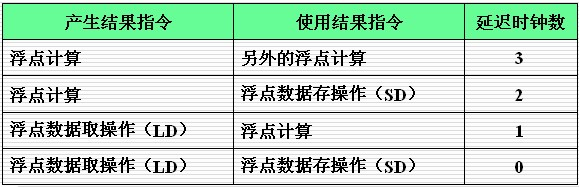 产生结果指令 使用结果指令 延迟时钟数
浮点计算 另外的浮点计算 3
浮点计算 浮点数据存操作（SD） 2
浮点数据取操作（LD） 浮点计算 1
浮点数据取操作（LD） 浮点数据存操作（SD） 0